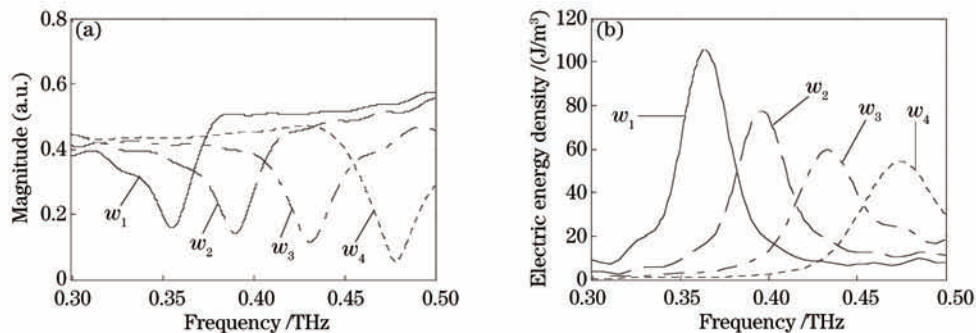 (a)
Magnitude (a.u.)
0.8
0.6
0.4
0.2
0
w₁
w₂
w₃
w₄
0.30
0.35
0.40
0.45
0.50
Frequency /THz
(b)
Electric energy density /(J/m³)
120
100
80
60
40
20
0
w₁
w₂
w₃
w₄
0.30
0.35
0.40
0.45
0.50
Frequency /THz